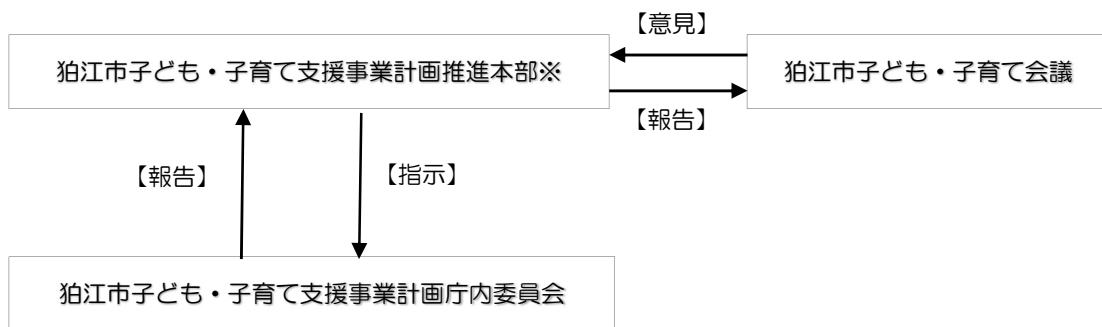 【意見】
狛江市子ども・子育て支援事業計画推進本部※
狛江市子ども・子育て会議
【報告】
【報告】
【指示】
狛江市子ども・子育て支援事業計画庁内委員会